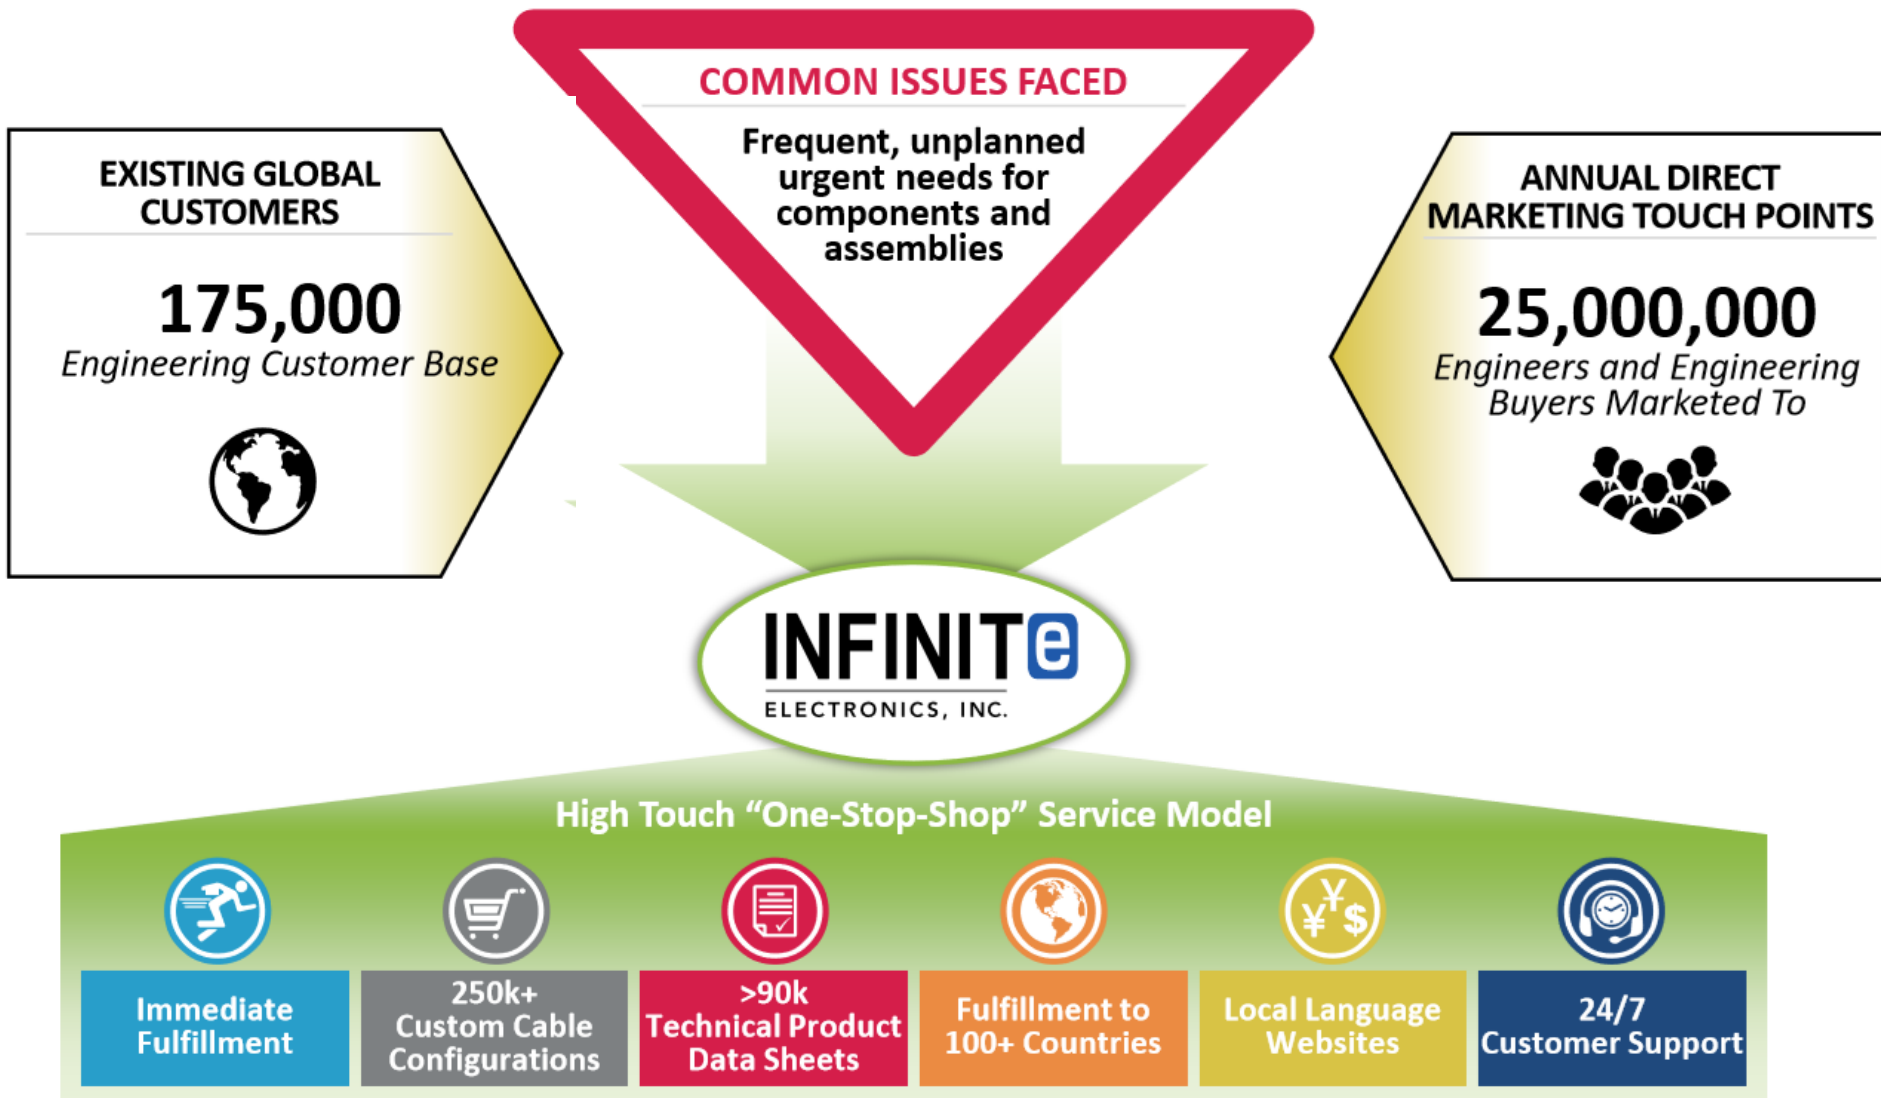 COMMON ISSUES FACED
Frequent, unplanned
urgent needs for
components and
assemblies
EXISTING GLOBAL
CUSTOMERS
175,000
Engineering Customer Base
ANNUAL DIRECT
MARKETING TOUCH POINTS
25,000,000
Engineers and Engineering
Buyers Marketed To
INFINITe
ELECTRONICS, INC.
High Touch “One-Stop-Shop” Service Model
¥
¥ $
Immediate
Fulfillment
250k+
Custom Cable
Configurations
>90k
Technical Product
Data Sheets
Fulfillment to
100+ Countries
Local Language
Websites
24/7
Customer Support